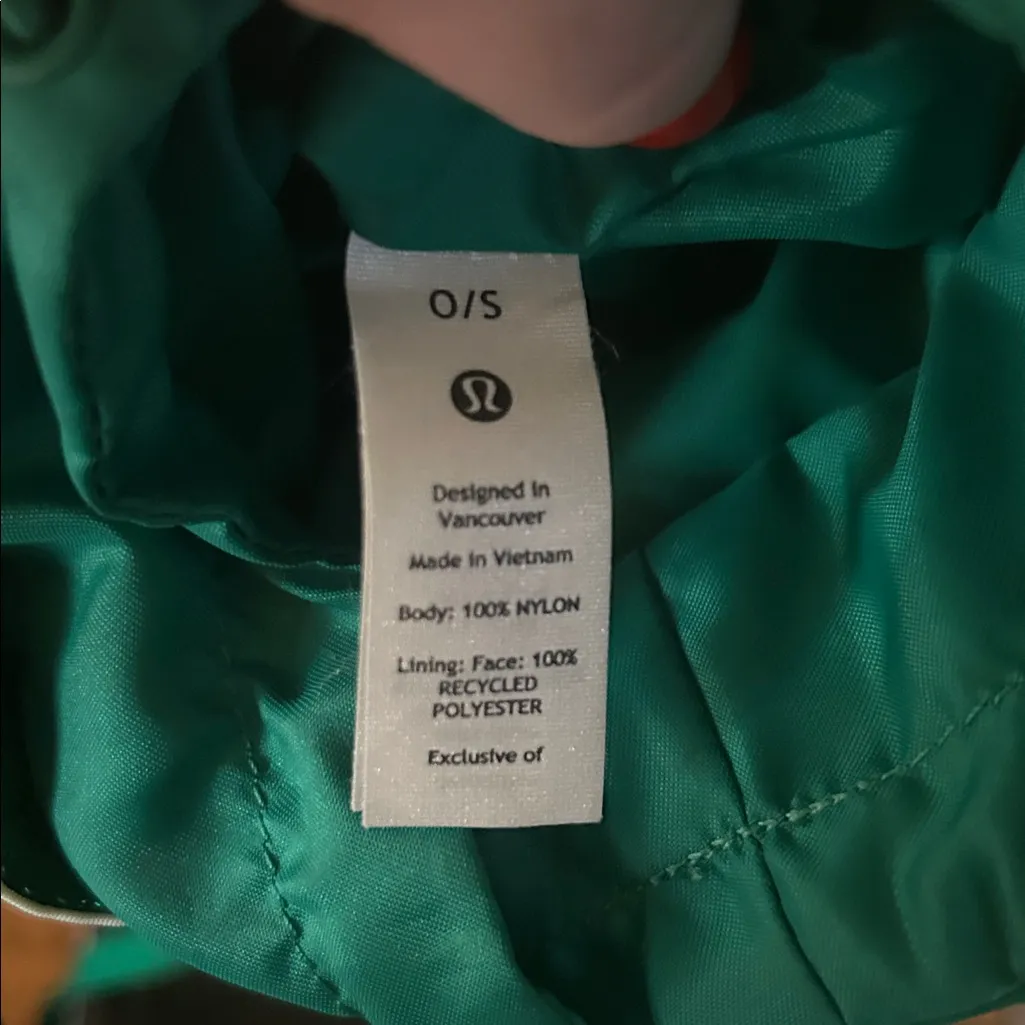 O/S
Designed in
Vancouver
Made in Vietnam
Body: 100% NYLON
Lining: Face: 100%
RECYCLED
POLYESTER
Exclusive of